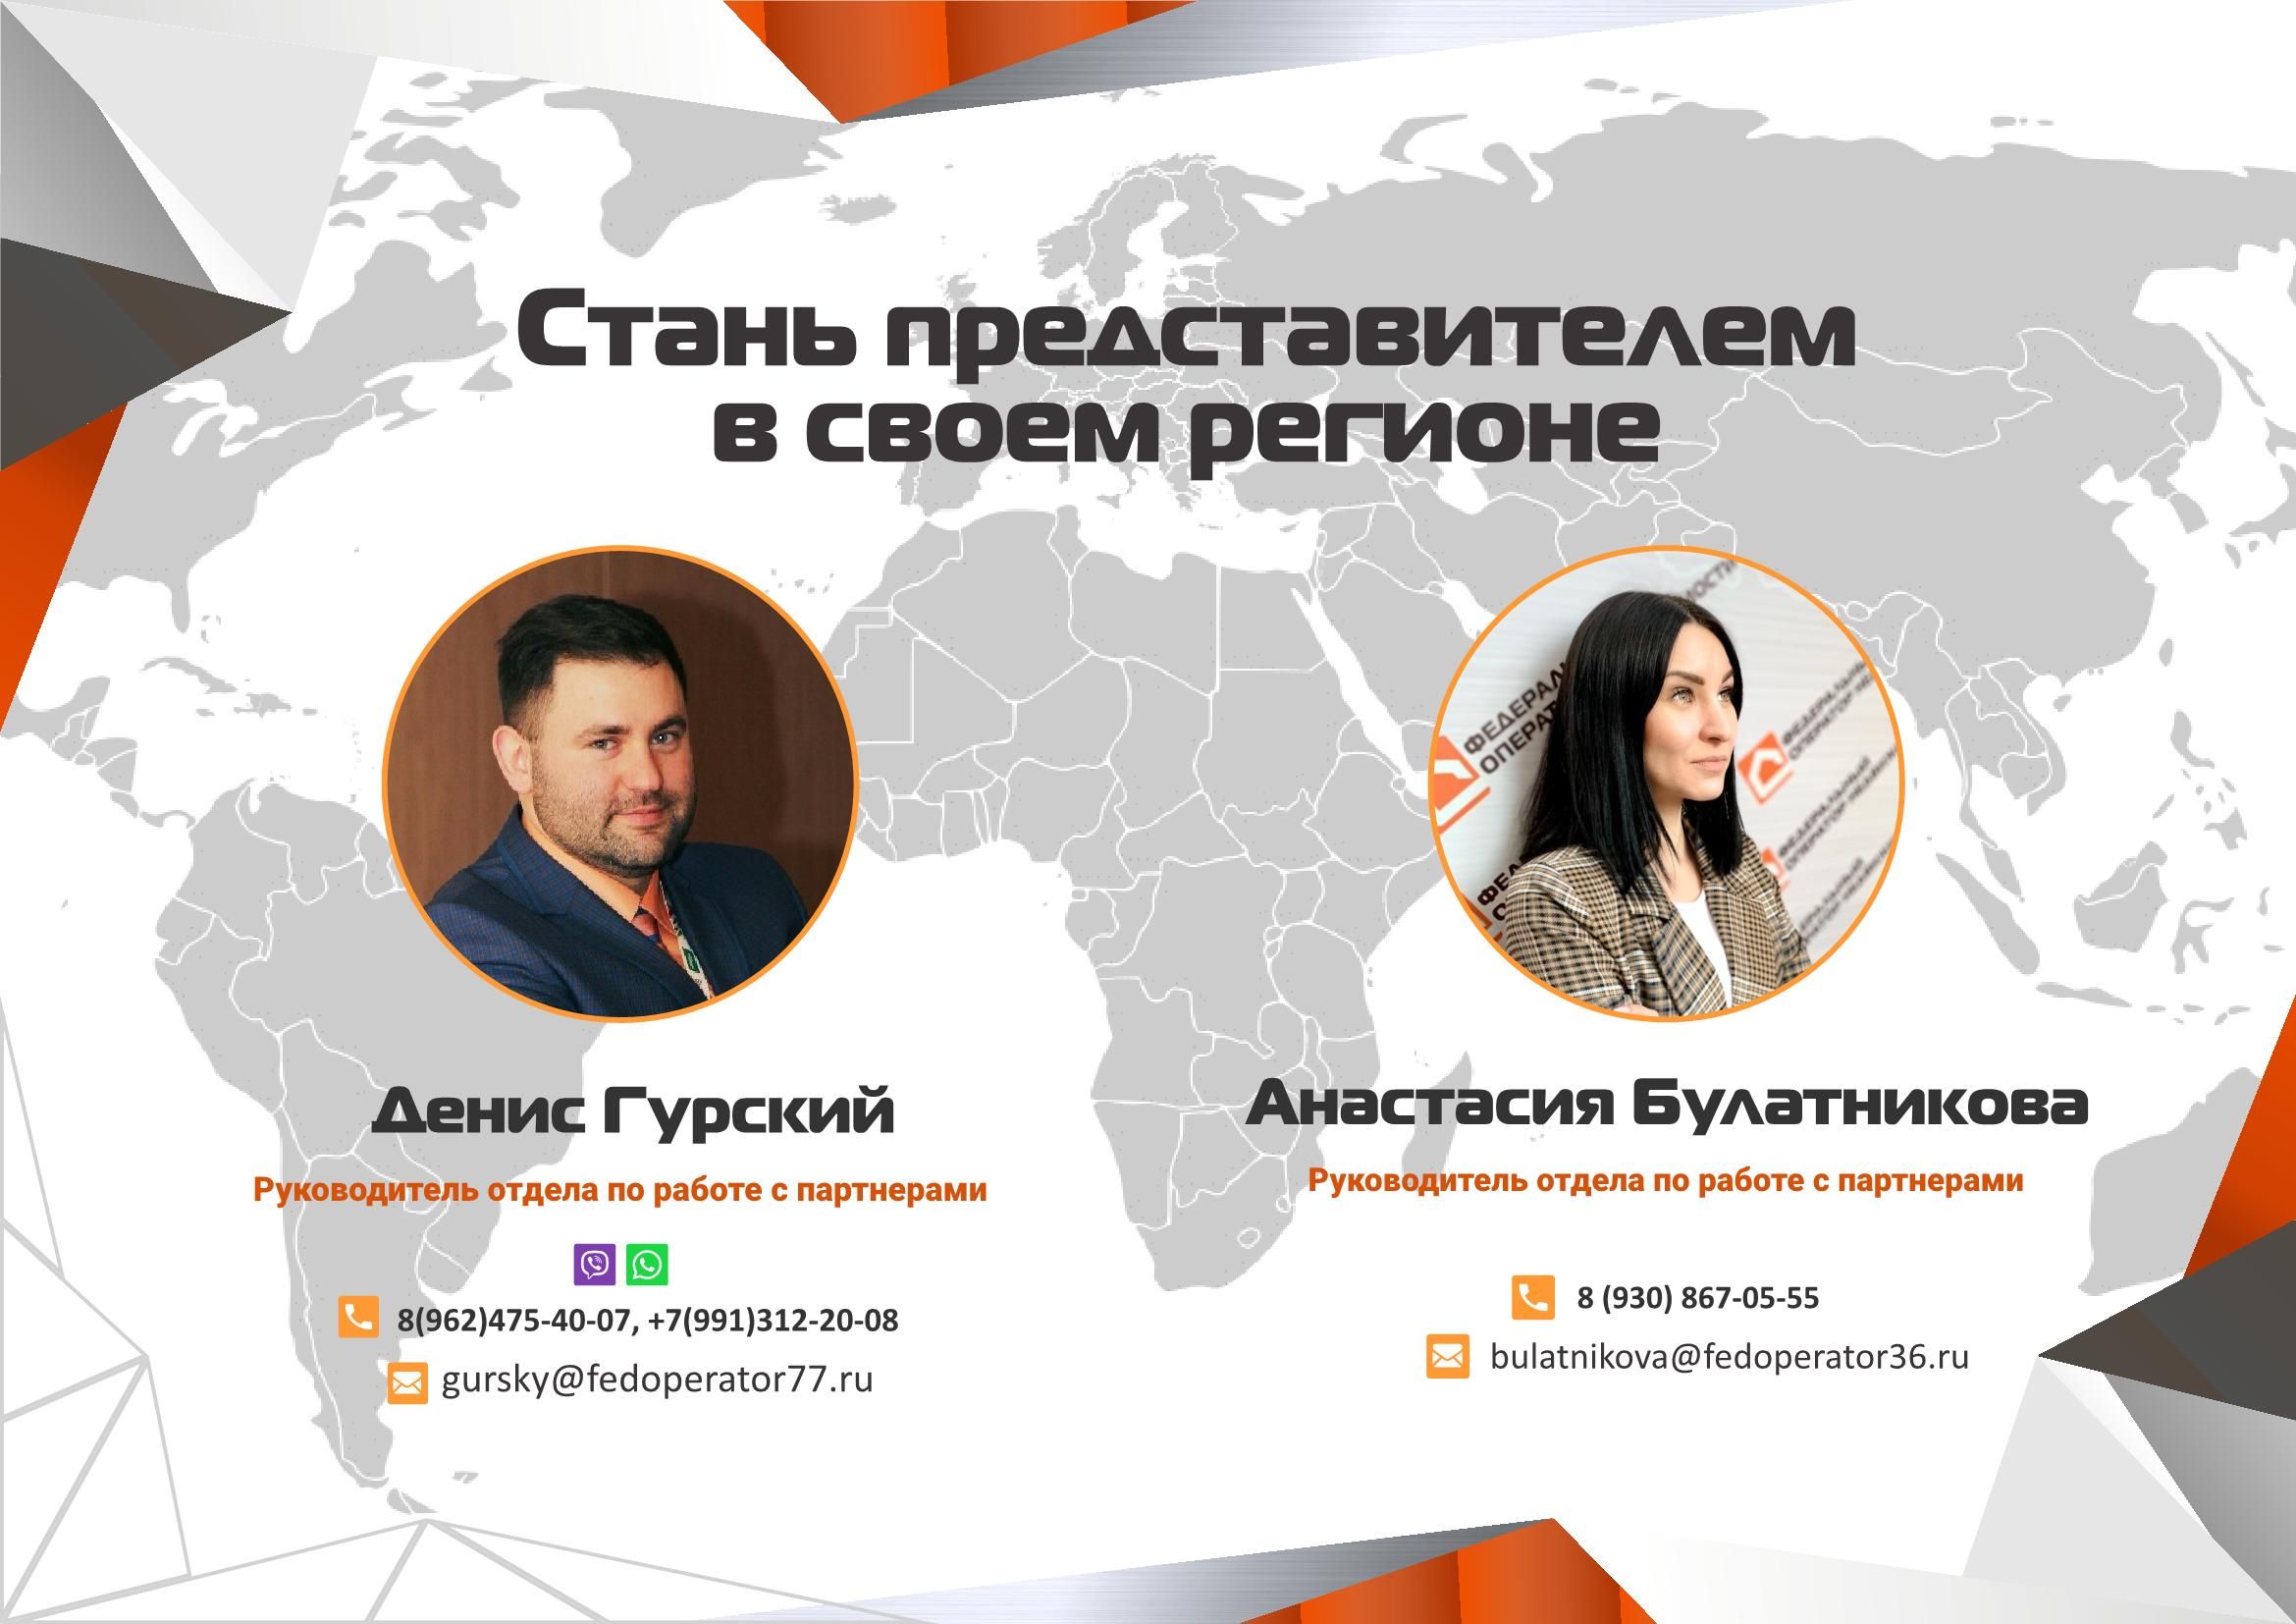 Стань представителем
в своем регионе
ФЕДЕРАЛЬНЫЙ
ОПЕРАТОР
Денис Гурский
Руководитель отдела по работе с партнерами
8(962)475-40-07, +7(991)312-20-08
gursky@fedoperator77.ru
Анастасия Булатникова
Руководитель отдела по работе с партнерами
8 (930) 867-05-55
bulatnikova@fedoperator36.ru